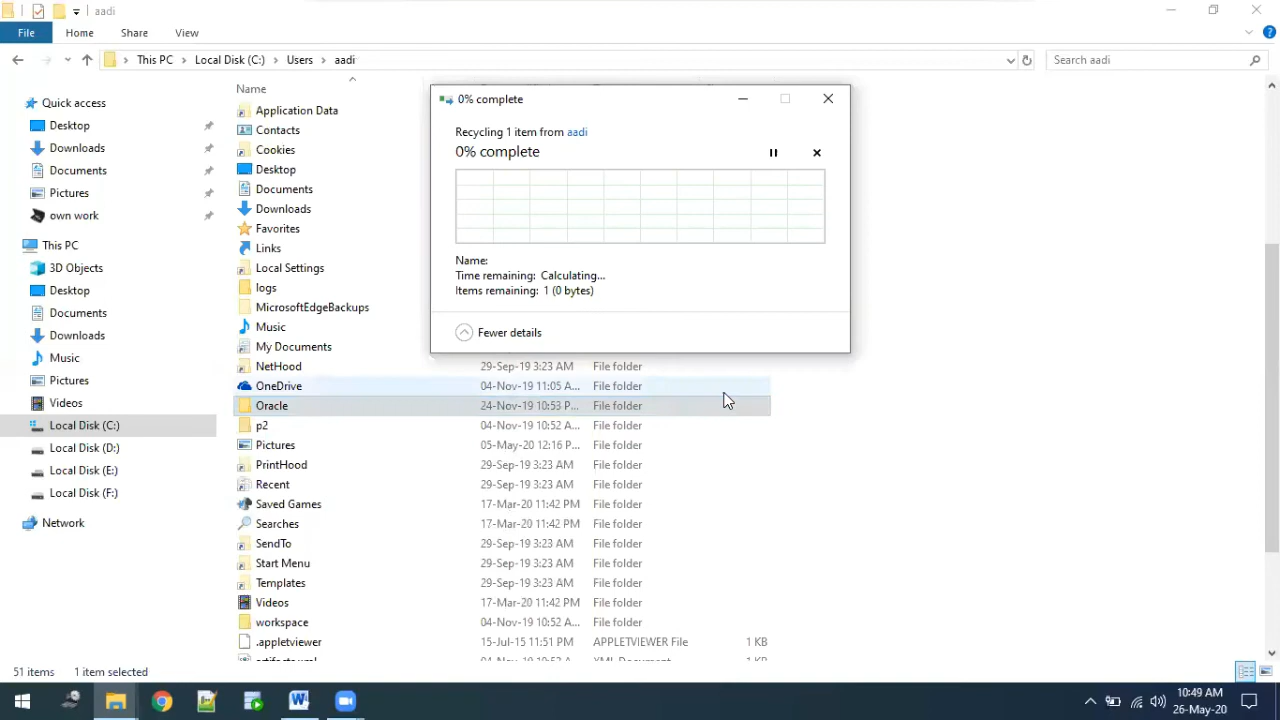 aadi
File Home Share View
This PC Local Disk (C:) Users aadi Search aadi
Quick access
Desktop
Downloads
Documents
Pictures
own work
This PC
3D Objects
Desktop
Documents
Downloads
Music
Pictures
Videos
Local Disk (C:)
Local Disk (D:)
Local Disk (E:)
Local Disk (F:)
Network
Name
Application Data
Contacts
Cookies
Desktop
Documents
Downloads
Favorites
Links
Local Settings
logs
MicrosoftEdgeBackups
Music
My Documents
NetHood 29-Sep-19 3:23 AM File folder
OneDrive 04-Nov-19 11:05 A... File folder
Oracle 24-Nov-19 10:53 P... File folder
p2 04-Nov-19 10:52 A... File folder
Pictures 05-May-20 12:16 P... File folder
PrintHood 29-Sep-19 3:23 AM File folder
Recent 29-Sep-19 3:23 AM File folder
Saved Games 17-Mar-20 11:42 PM File folder
Searches 17-Mar-20 11:42 PM File folder
SendTo 29-Sep-19 3:23 AM File folder
Start Menu 29-Sep-19 3:23 AM File folder
Templates 29-Sep-19 3:23 AM File folder
Videos 17-Mar-20 11:42 PM File folder
workspace 04-Nov-19 10:52 A... File folder
.appletviewer 15-Jul-15 11:51 PM APPLETVIEWER File 1 KB
0% complete
Recycling 1 item from aadi
0% complete
Name:
Time remaining: Calculating...
Items remaining: 1 (0 bytes)
Fewer details
51 items 1 item selected
10:49 AM
26-May-20